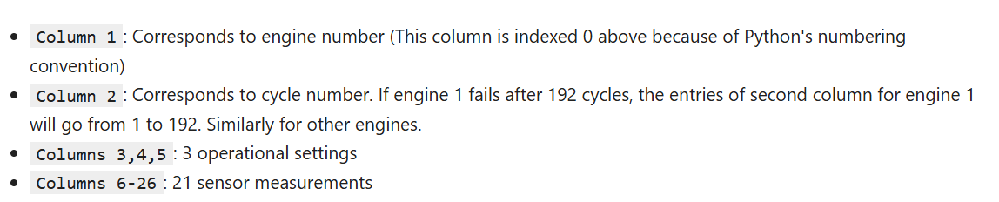 • Column 1 : Corresponds to engine number (This column is indexed 0 above because of Python's numbering
convention)
• Column 2 : Corresponds to cycle number. If engine 1 fails after 192 cycles, the entries of second column for engine 1
will go from 1 to 192. Similarly for other engines.
• Columns 3,4,5 : 3 operational settings
• Columns 6-26 : 21 sensor measurements